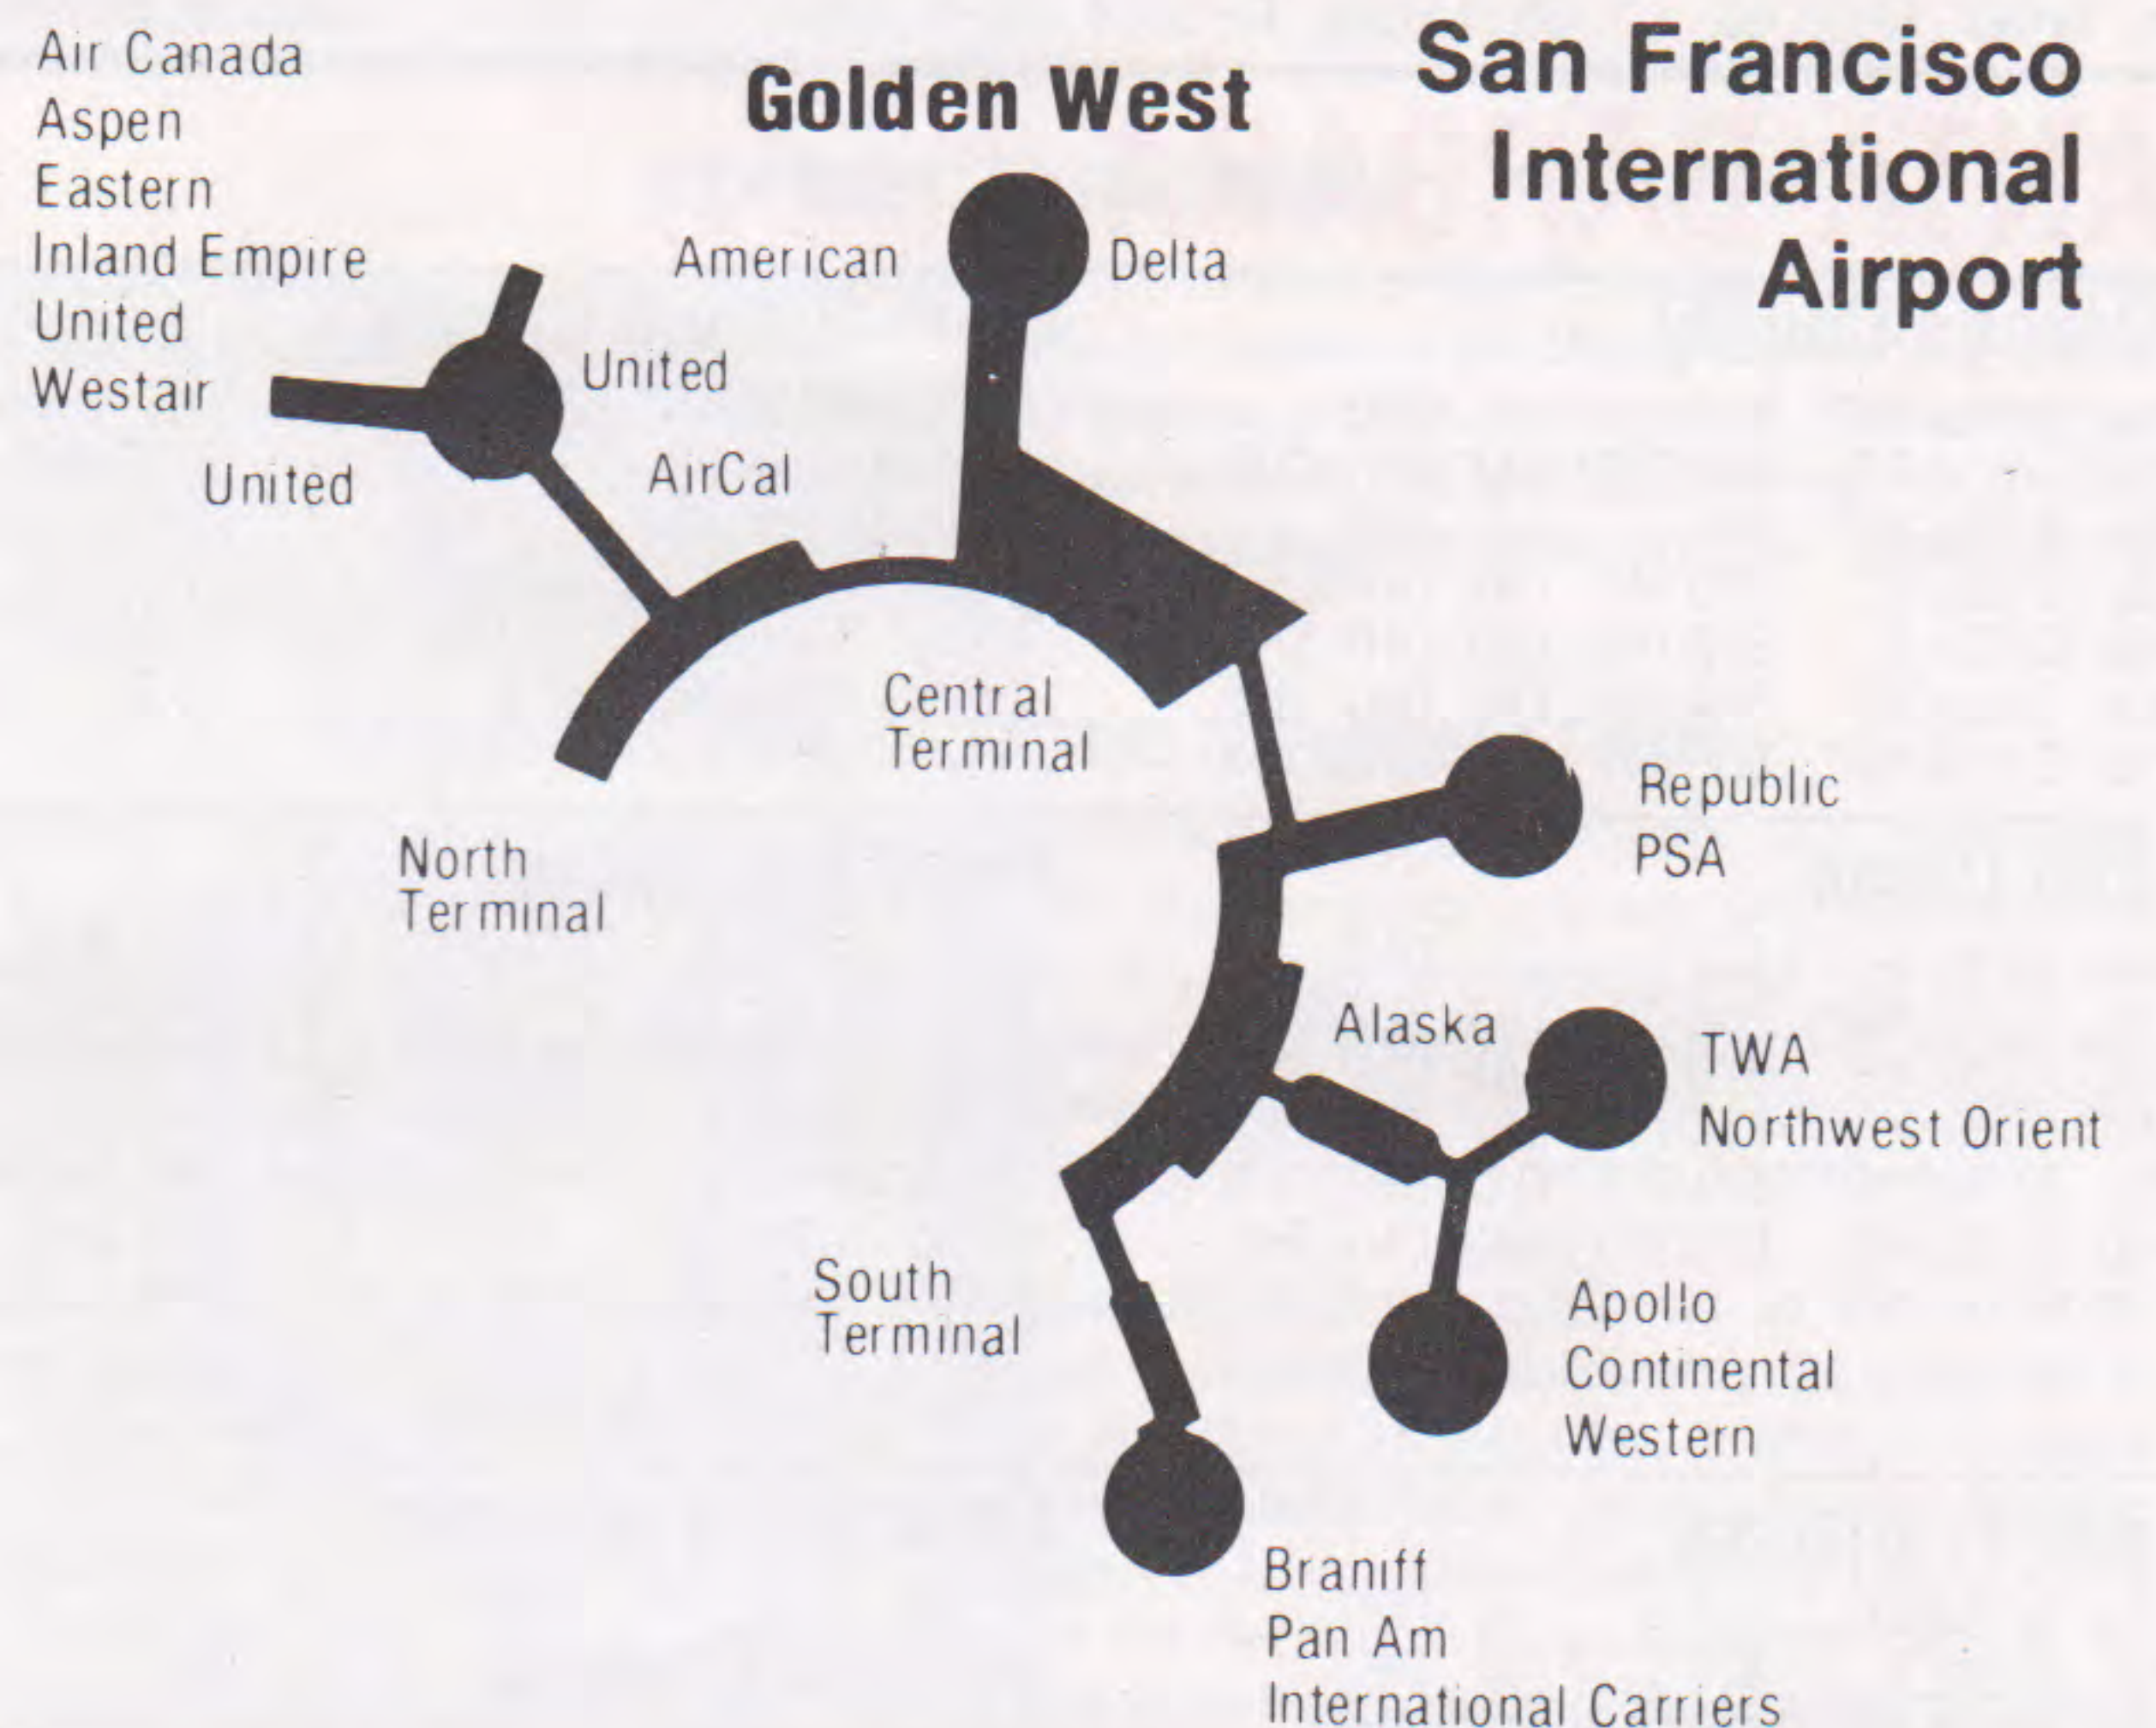 San Francisco
International
Airport
Air Canada
Aspen
Eastern
Inland Empire
United
Westair
United
United
AirCal
Golden West
American
Delta
Central
Terminal
North
Terminal
Republic
PSA
Alaska
TWA
Northwest Orient
South
Terminal
Apollo
Continental
Western
Braniff
Pan Am
International Carriers